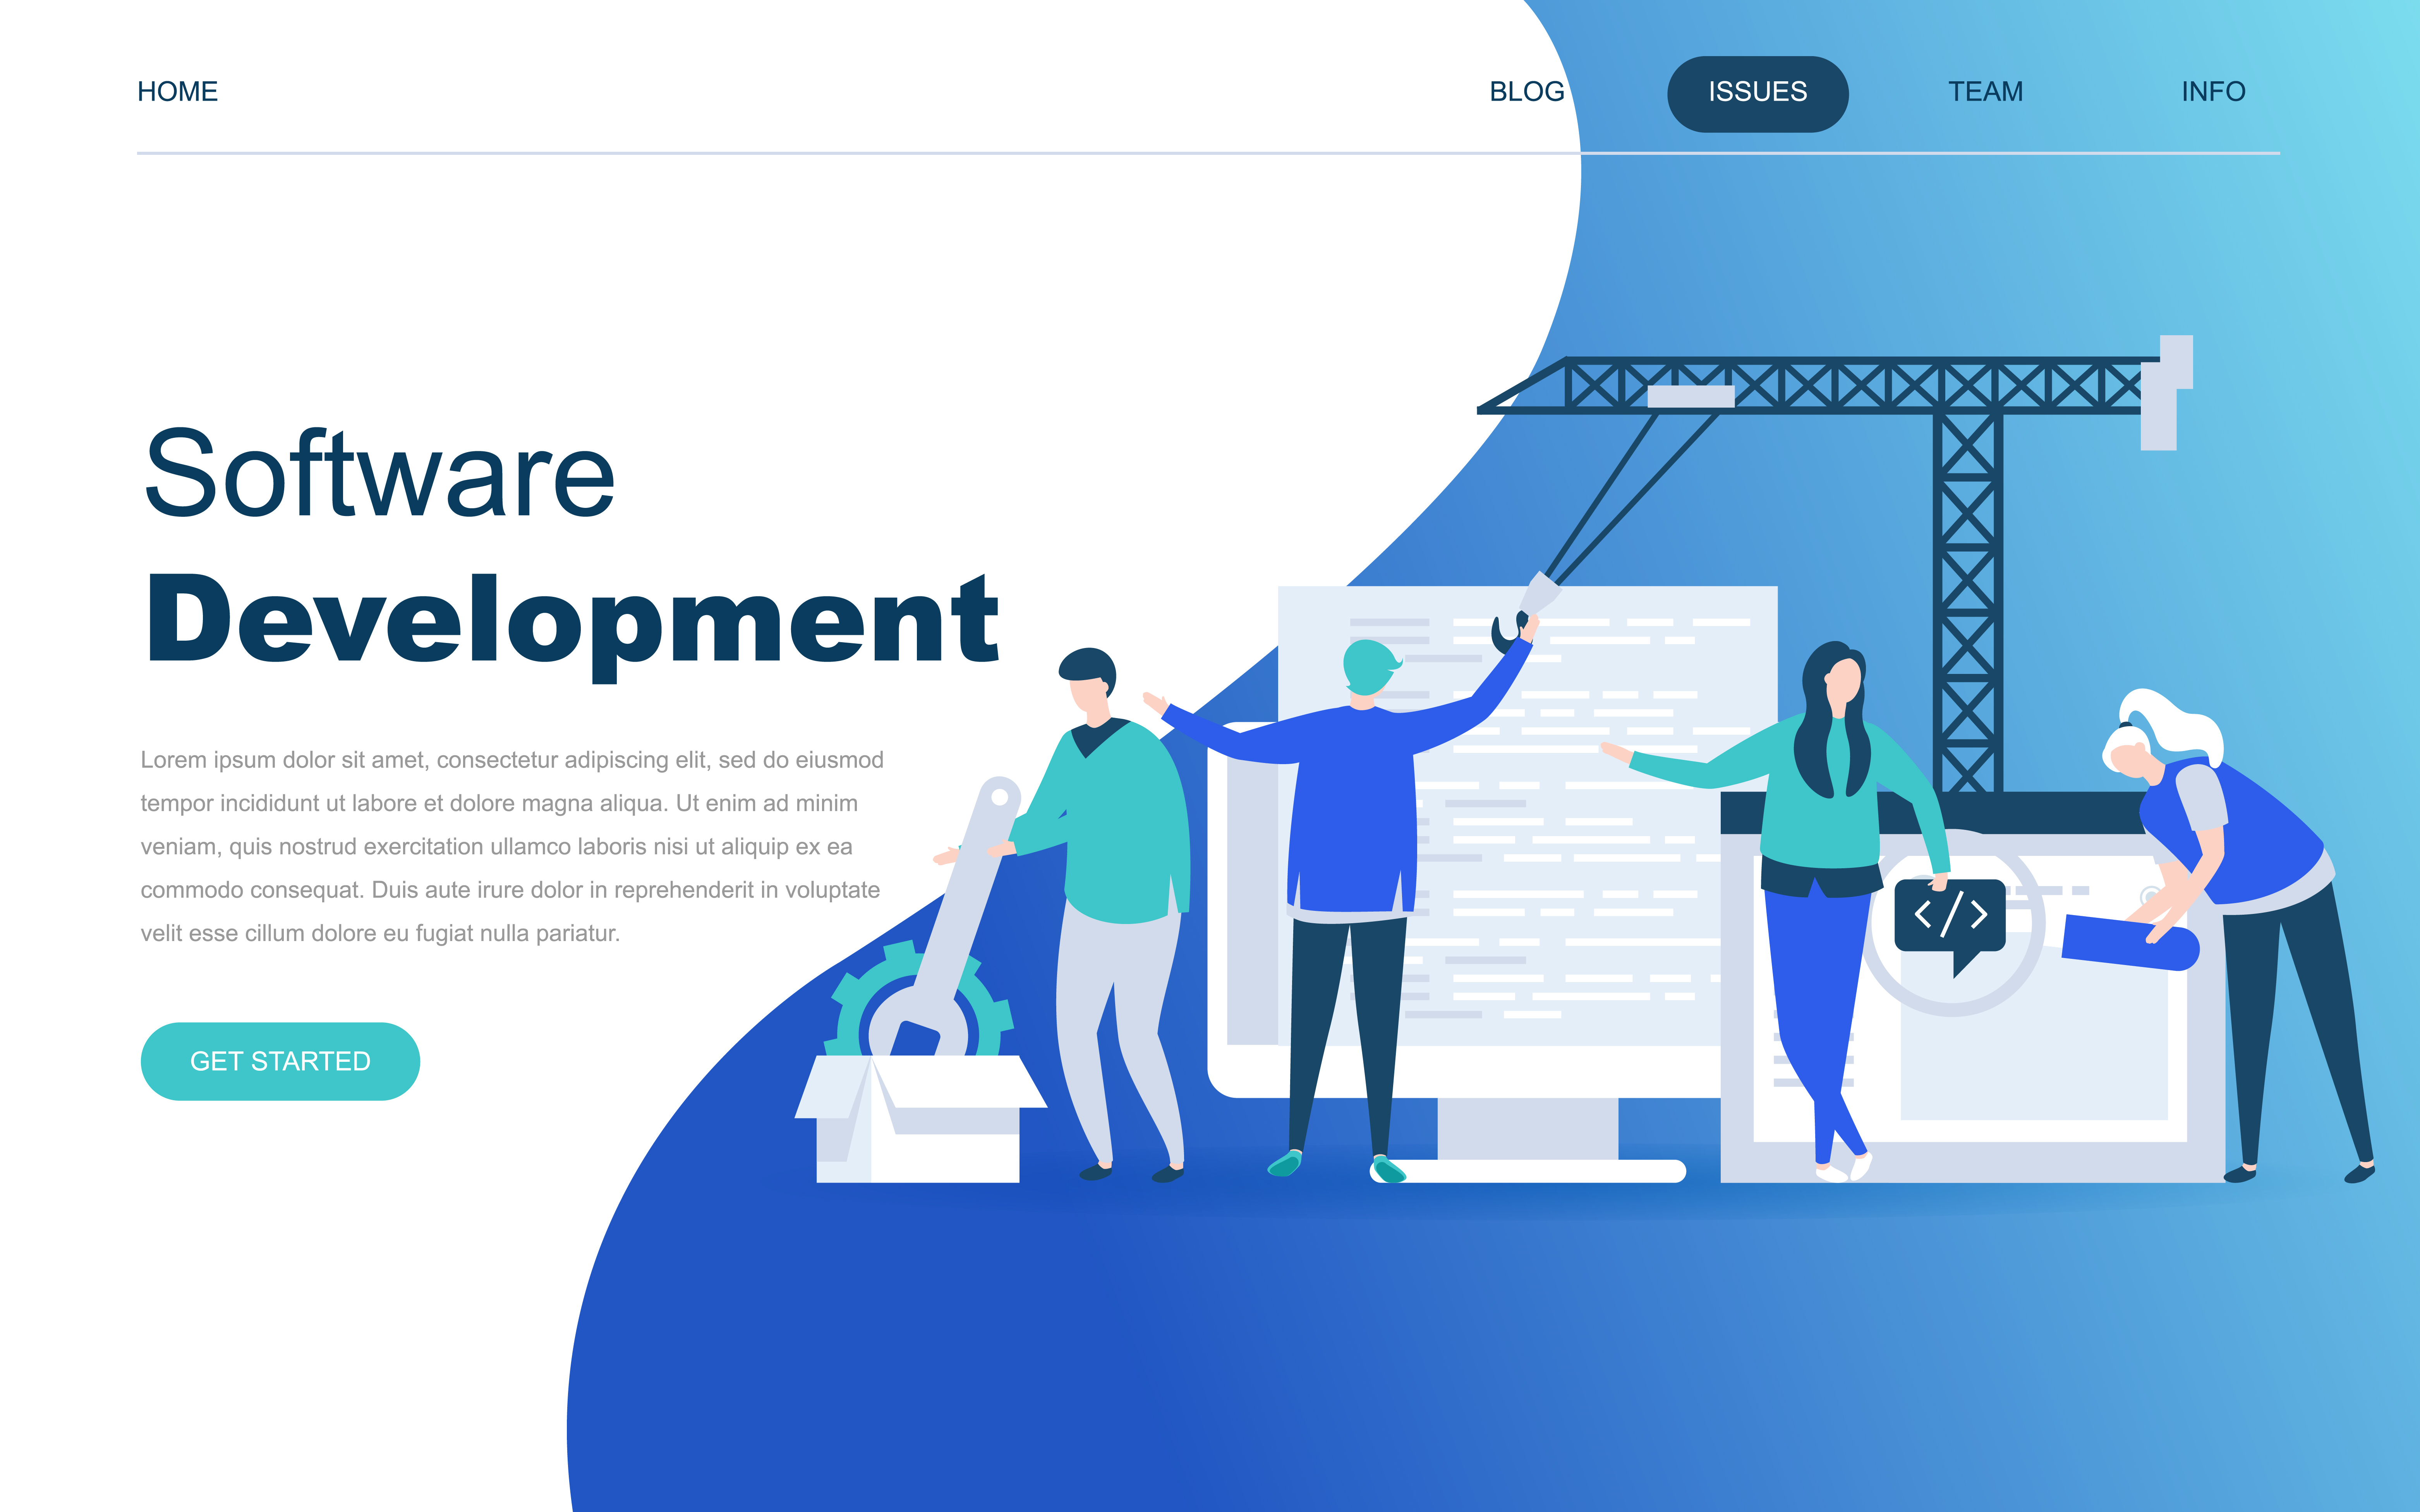 HOME
BLOG
ISSUES
TEAM
INFO
Software
Development
Lorem ipsum dolor sit amet, consectetur adipiscing elit, sed do eiusmod
tempor incididunt ut labore et dolore magna aliqua. Ut enim ad minim
veniam, quis nostrud exercitation ullamco laboris nisi ut aliquip ex ea
commodo consequat. Duis aute irure dolor in reprehenderit in voluptate
velit esse cillum dolore eu fugiat nulla pariatur.
GET STARTED